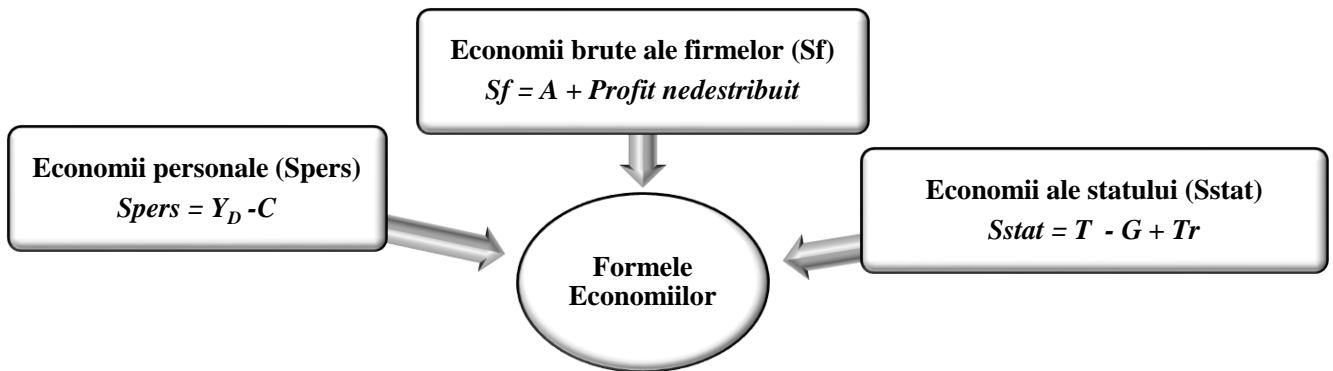 Economii brute ale firmelor (Sf)
Sf = A + Profit nedestribuit
Economii personale (Spers)
Spers = Y_D -C
Economii ale statului (Sstat)
Sstat = T - G + Tr
Formele
Economiilor